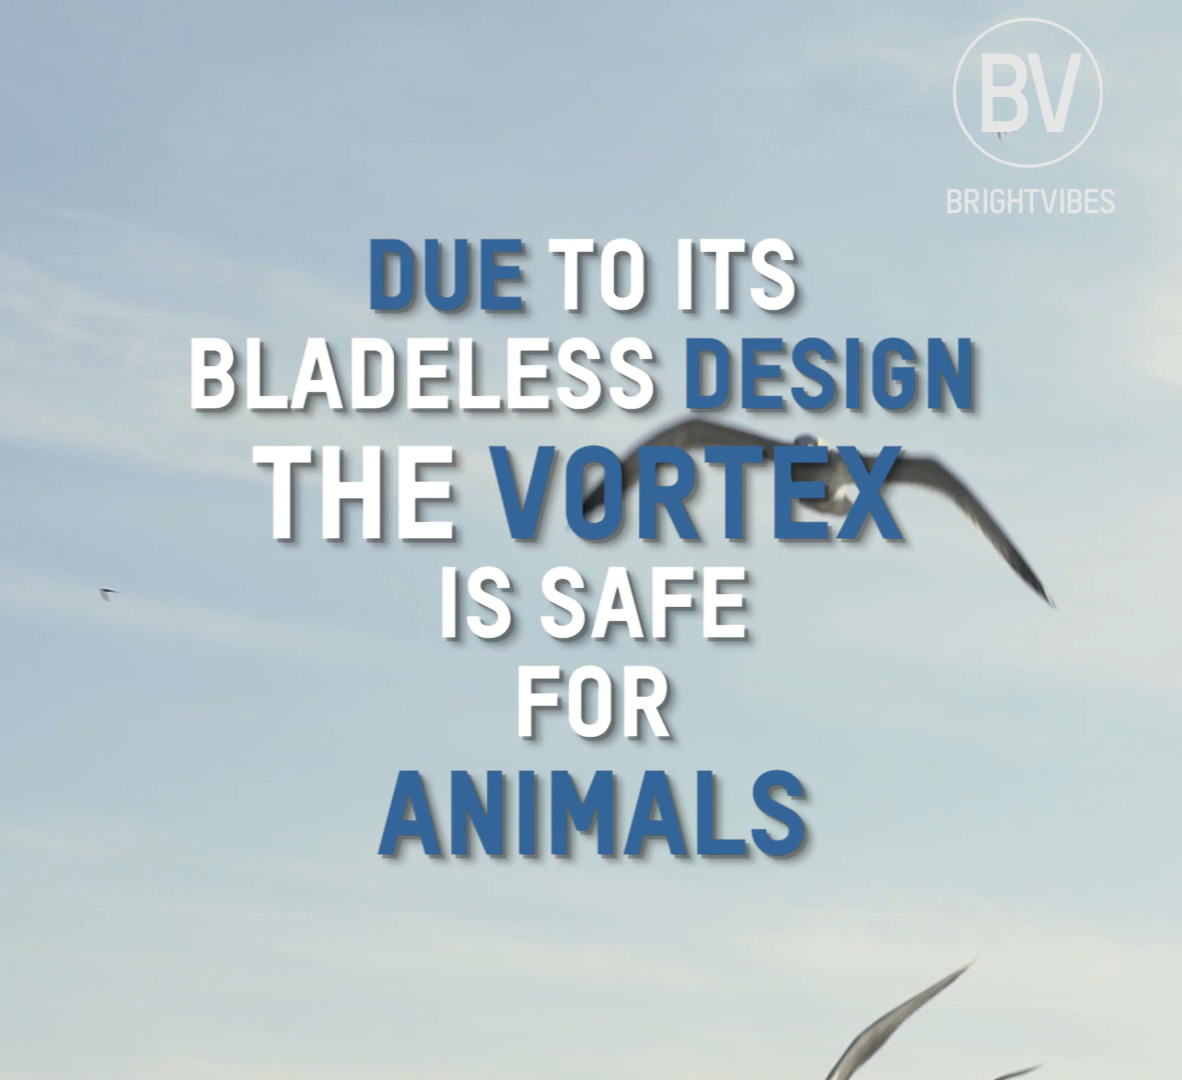 BV
BRIGHTVIBES
DUE TO ITS
BLADELESS DESIGN
THE VORTEX
IS SAFE
FOR
ANIMALS